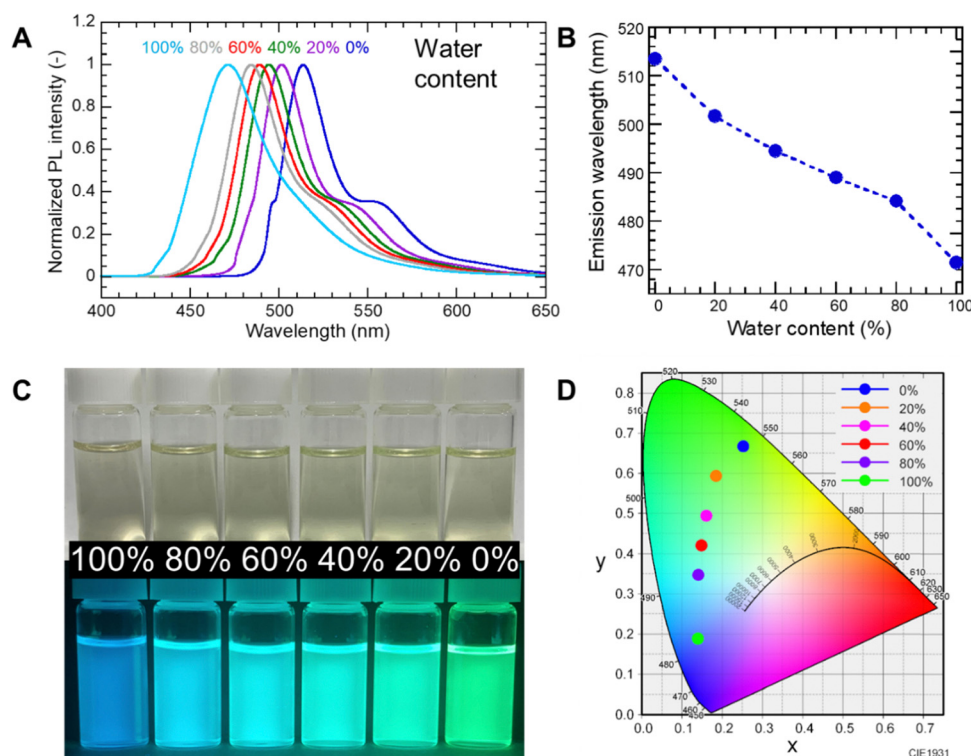 A
100% 80% 60% 40% 20% 0%
Water
content
Normalized PL intensity (-)
1.2
1
0.8
0.6
0.4
0.2
0
400 450 500 550 600 650
Wavelength (nm)
B
Emission wavelength (nm)
520
510
500
490
480
470
0 20 40 60 80 100
Water content (%)
C
100% 80% 60% 40% 20% 0%
D
y
0.8
0.7
0.6
0.5
0.4
0.3
0.2
0.1
0.0
0.0 0.1 0.2 0.3 0.4 0.5 0.6 0.7
x
CIE1931
520
530
540
550
560
570
580
590
600
610
620
630
650
510
500
490
480
470
460
450
0%
20%
40%
60%
80%
100%